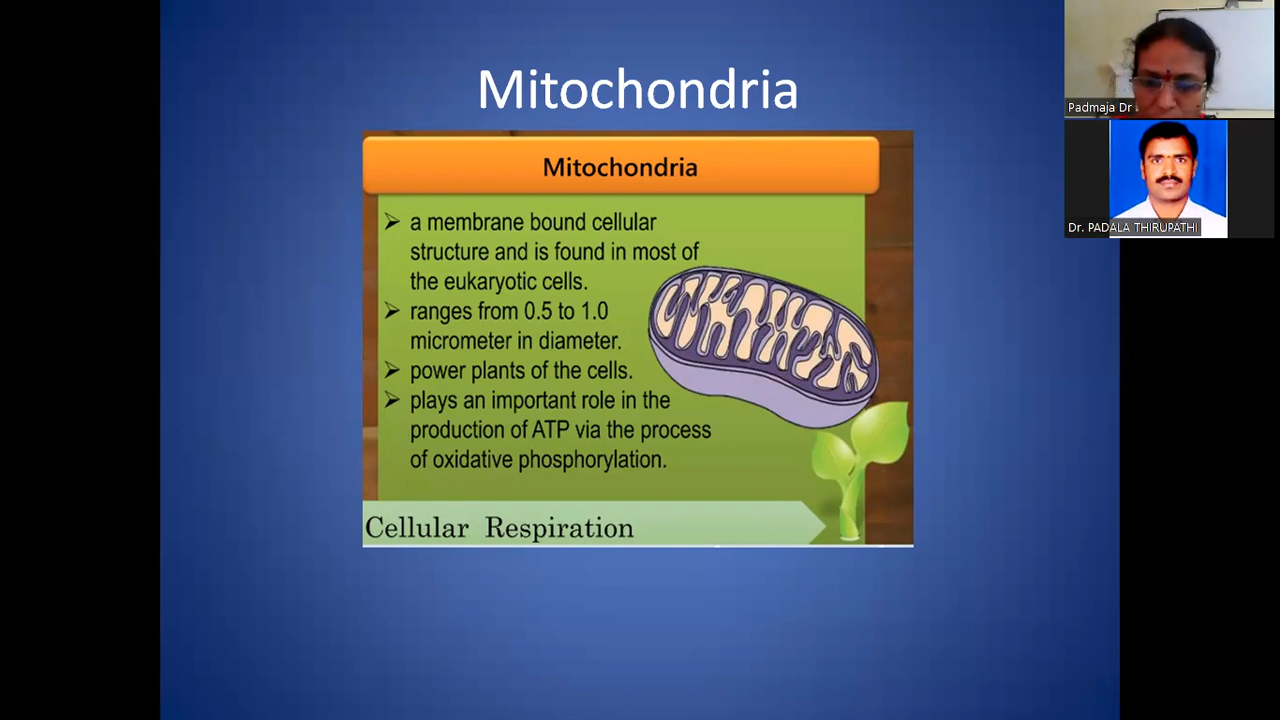 Mitochondria
Mitochondria
➢ a membrane bound cellular
structure and is found in most of
the eukaryotic cells.
➢ ranges from 0.5 to 1.0
micrometer in diameter.
➢ power plants of the cells.
➢ plays an important role in the
production of ATP via the process
of oxidative phosphorylation.
Cellular Respiration
Padmaja Dr
Dr. PADALA THIRUPATHI